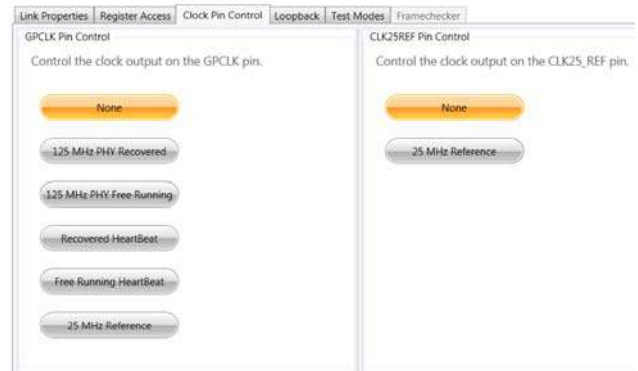 Link Properties Register Access Clock Pin Control Loopback Test Modes Framechecker
GPCLK Pin Control
Control the clock output on the GPCLK pin.
None
125 MHz PHY Recovered
125 MHz PHY Free Running
Recovered HeartBeat
Free Running HeartBeat
25 MHz Reference
CLK25REF Pin Control
Control the clock output on the CLK25_REF pin.
None
25 MHz Reference